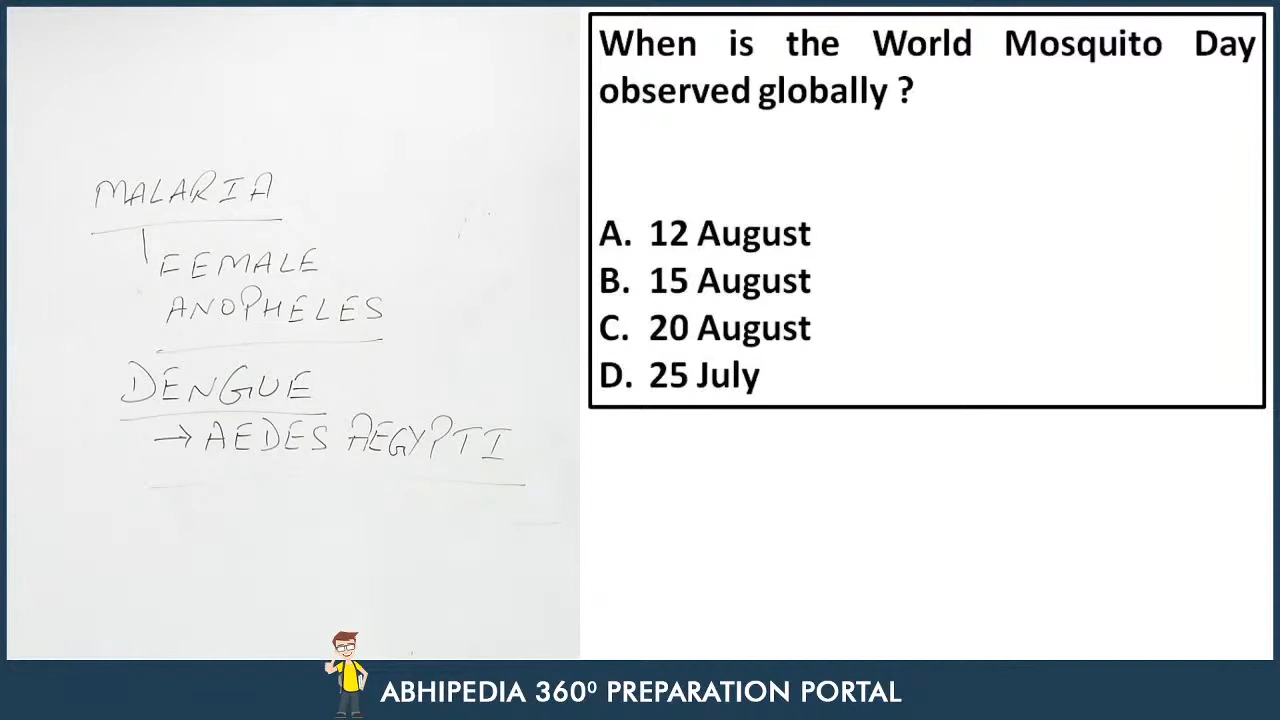 MALARIA
FEMALE
ANOPHELES
DENGUE
→ AEDES AEGYPTI
When is the World Mosquito Day
observed globally ?
A. 12 August
B. 15 August
C. 20 August
D. 25 July
ABHIPEDIA 360⁰ PREPARATION PORTAL